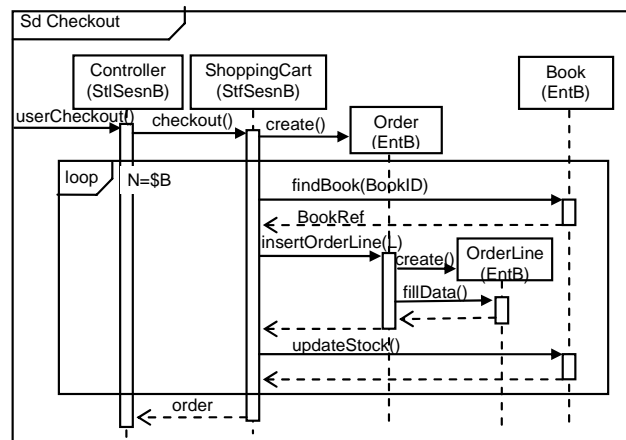 Sd Checkout
Controller
(StlSesnB)
ShoppingCart
(StfSesnB)
Book
(EntB)
userCheckout()
checkout()
create()
Order
(EntB)
loop
N=$B
findBook(BookID)
BookRef
insertOrderLine(L)
create()
OrderLine
(EntB)
fillData()
updateStock()
order